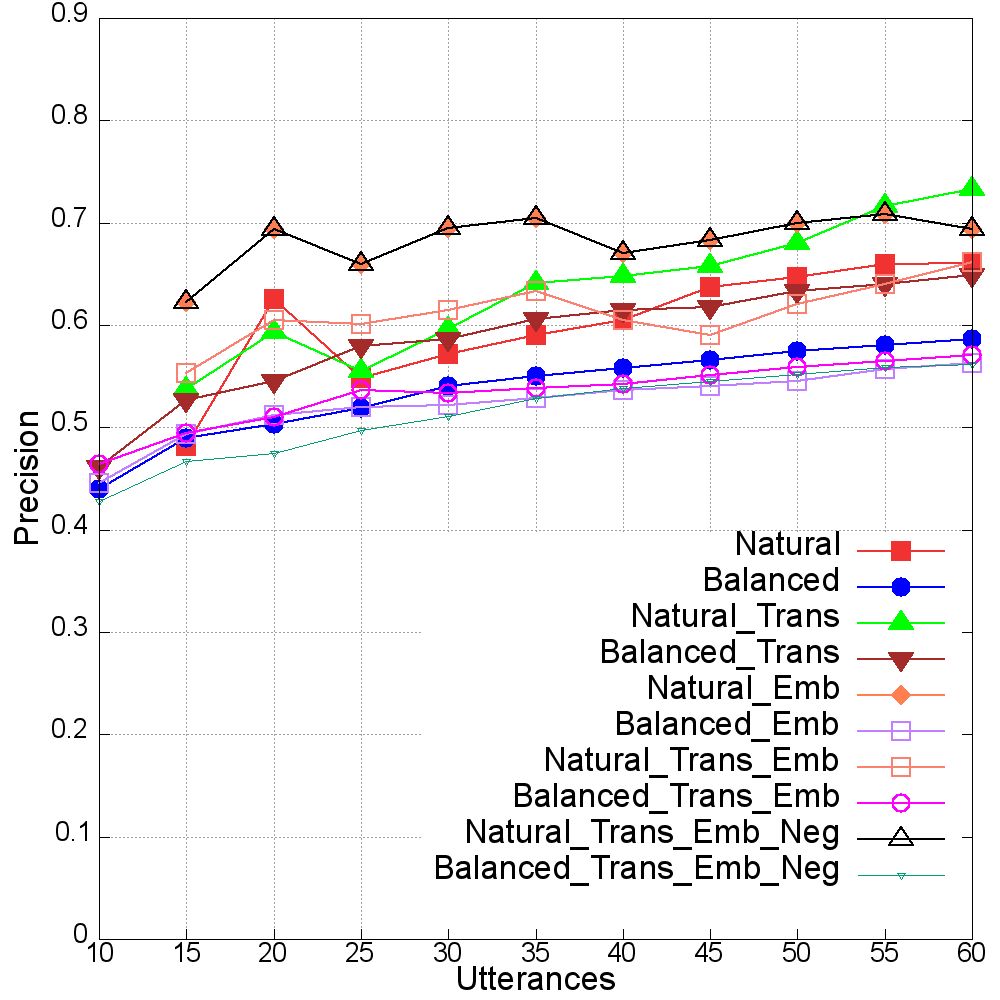 0.9
0.8
0.7
0.6
0.5
0.4
0.3
0.2
0.1
0
Precision
Natural
Balanced
Natural_Trans
Balanced_Trans
Natural_Emb
Balanced_Emb
Natural_Trans_Emb
Balanced_Trans_Emb
Natural_Trans_Emb_Neg
Balanced_Trans_Emb_Neg
10 15 20 25 30 35 40 45 50 55 60
Utterances